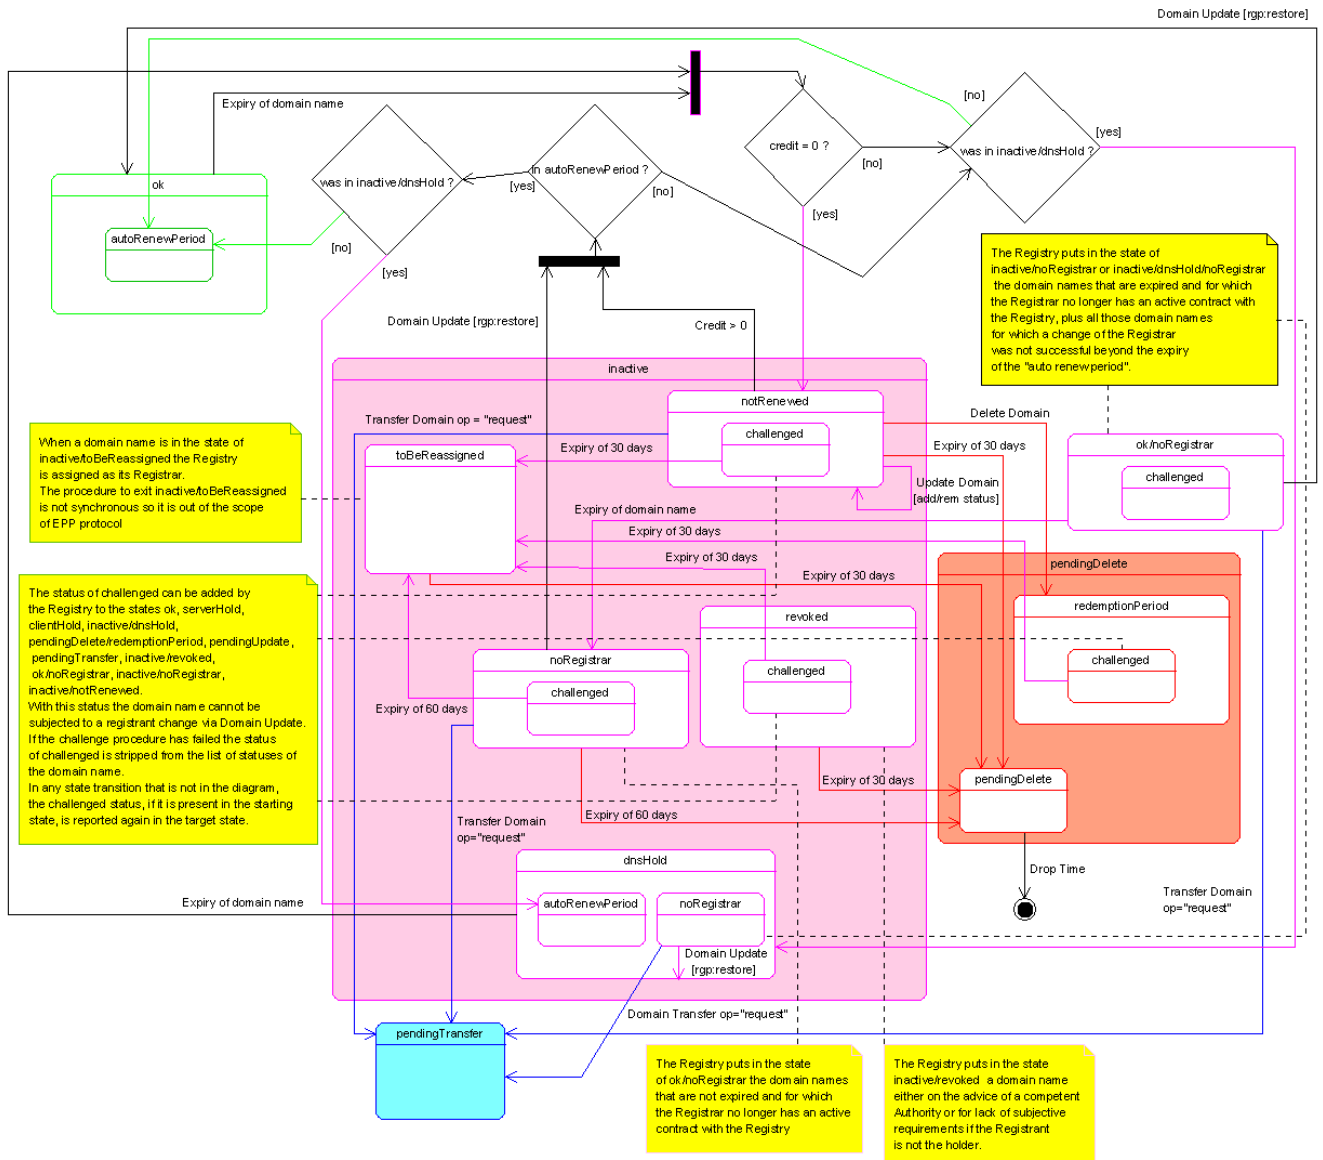 Domain Update [rgp:restore]
Expiry of domain name
ok
autoRenewPeriod
was in inactive/dnsHold ?
[no]
[yes]
in autoRenewPeriod ?
[yes]
[no]
credit = 0 ?
[no]
[yes]
was in inactive/dnsHold ?
[no]
[yes]
The Registry puts in the state of
inactive/noRegistrar or inactive/dnsHold/noRegistrar
the domain names that are expired and for which
the Registrar no longer has an active contract with
the Registry, plus all those domain names
for which a change of the Registrar
was not successful beyond the expiry
of the "auto renew period".
Domain Update [rgp:restore]
Credit > 0
inactive
notRenewed
challenged
Transfer Domain op = "request"
Expiry of 30 days
toBeReassigned
Delete Domain
Expiry of 30 days
Update Domain
[add/rem status]
ok/noRegistrar
challenged
When a domain name is in the state of
inactive/toBeReassigned the Registry
is assigned as its Registrar.
The procedure to exit inactive/toBeReassigned
is not synchronous so it is out of the scope
of EPP protocol
Expiry of domain name
Expiry of 30 days
Expiry of 30 days
Expiry of 30 days
pendingDelete
redemptionPeriod
challenged
The status of challenged can be added by
the Registry to the states ok, serverHold,
clientHold, inactive/dnsHold,
pendingDelete/redemptionPeriod, pendingUpdate,
pendingTransfer, inactive/revoked,
ok/noRegistrar, inactive/noRegistrar,
inactive/notRenewed.
With this status the domain name cannot be
subjected to a registrant change via Domain Update.
If the challenge procedure has failed the status
of challenged is stripped from the list of statuses of
the domain name.
In any state transition that is not in the diagram,
the challenged status, if it is present in the starting
state, is reported again in the target state.
revoked
challenged
noRegistrar
challenged
Expiry of 60 days
Expiry of 30 days
pendingDelete
Expiry of 60 days
Transfer Domain
op="request"
dnsHold
autoRenewPeriod
noRegistrar
Domain Update
[rgp:restore]
Drop Time
Transfer Domain
op="request"
Expiry of domain name
Domain Transfer op="request"
pendingTransfer
The Registry puts in the state
of ok/noRegistrar the domain names
that are not expired and for which
the Registrar no longer has an active
contract with the Registry
The Registry puts in the state
inactive/revoked a domain name
either on the advice of a competent
Authority or for lack of subjective
requirements if the Registrant
is not the holder.